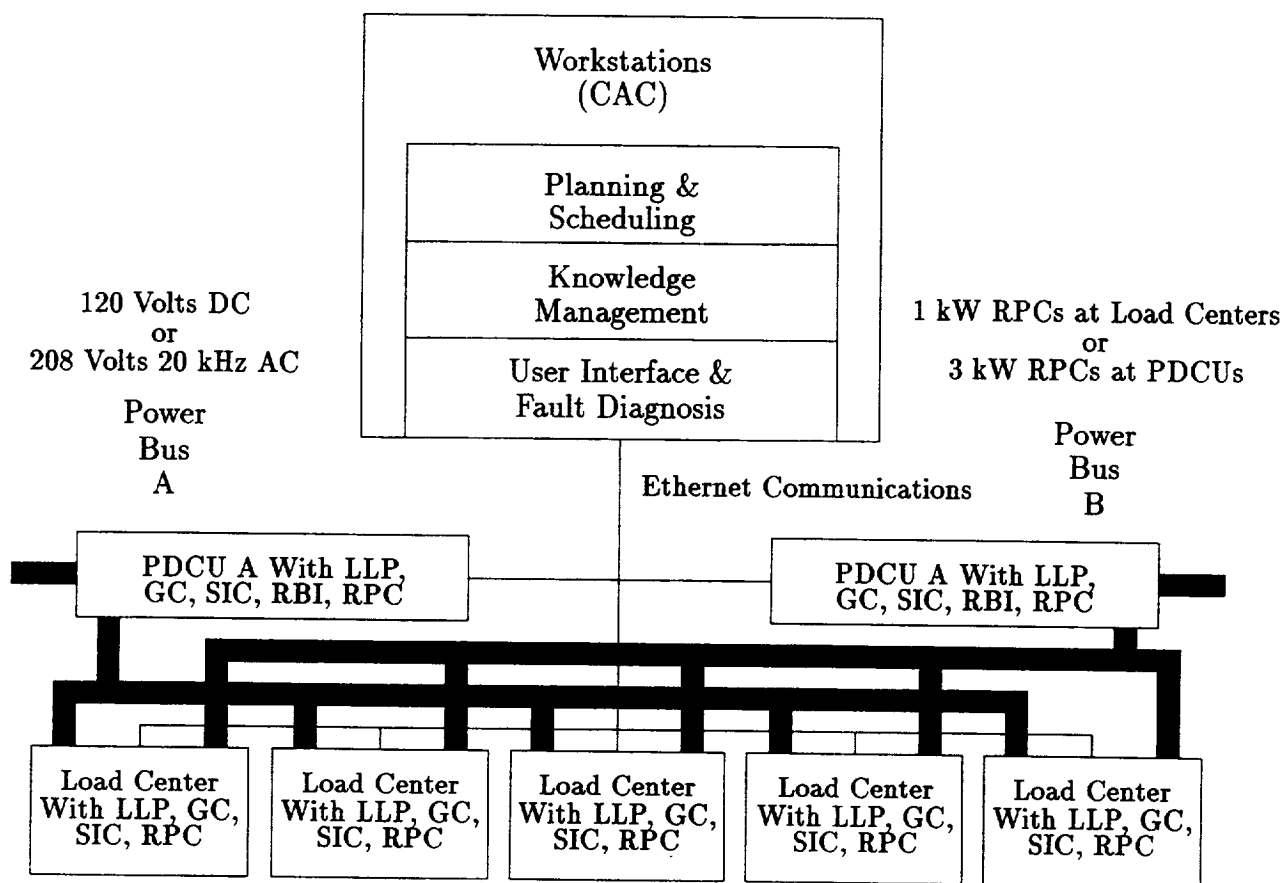 Workstations
(CAC)
Planning &
Scheduling
Knowledge
Management
User Interface &
Fault Diagnosis
120 Volts DC
or
208 Volts 20 kHz AC
Power
Bus
A
1 kW RPCs at Load Centers
or
3 kW RPCs at PDCUs
Power
Bus
B
Ethernet Communications
PDCU A With LLP,
GC, SIC, RBI, RPC
PDCU A With LLP,
GC, SIC, RBI, RPC
Load Center
With LLP, GC,
SIC, RPC
Load Center
With LLP, GC,
SIC, RPC
Load Center
With LLP, GC,
SIC, RPC
Load Center
With LLP, GC,
SIC, RPC
Load Center
With LLP, GC,
SIC, RPC